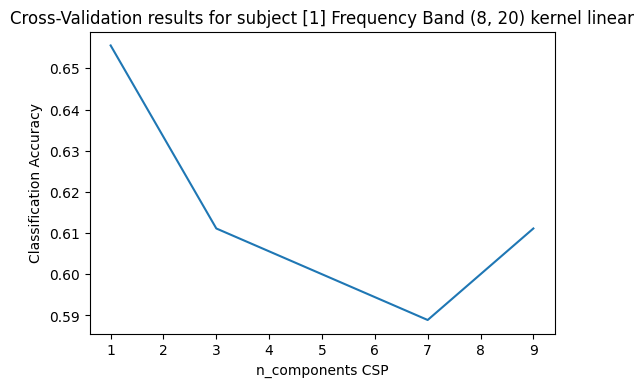 Cross-Validation results for subject [1] Frequency Band (8, 20) kernel linear
0.65
0.64
0.63
0.62
0.61
0.60
0.59
Classification Accuracy
1 2 3 4 5 6 7 8 9
n_components CSP